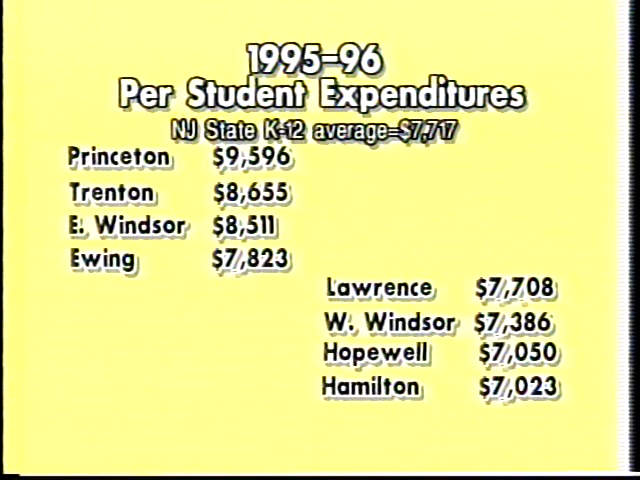 1995-96
Per Student Expenditures
NJ State K-12 average=$7,717
Princeton $9,596
Trenton $8,655
E. Windsor $8,511
Ewing $7,823
Lawrence $7,708
W. Windsor $7,386
Hopewell $7,050
Hamilton $7,023